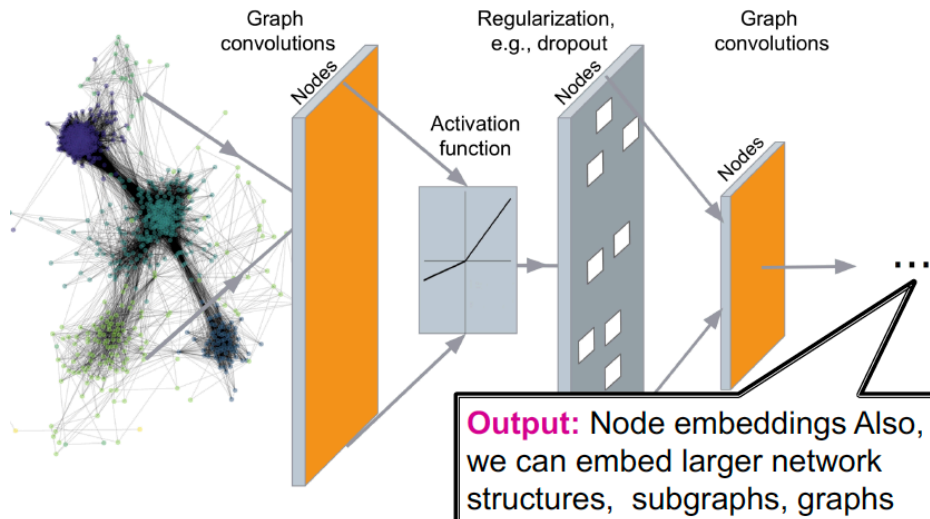 Graph
convolutions
Regularization,
e.g., dropout
Graph
convolutions
Nodes
Activation
function
Nodes
Nodes
...
Output: Node embeddings Also,
we can embed larger network
structures, subgraphs, graphs